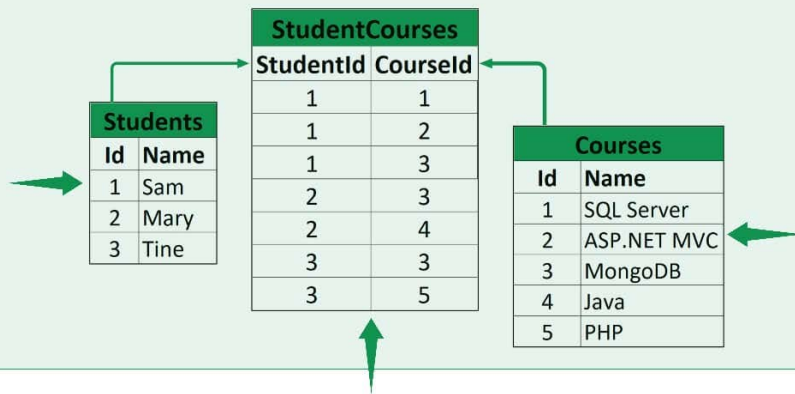 StudentCourses
StudentId CourseId
1 1
1 2
1 3
2 3
2 4
3 3
3 5
Students
Id Name
1 Sam
2 Mary
3 Tine
Courses
Id Name
1 SQL Server
2 ASP.NET MVC
3 MongoDB
4 Java
5 PHP